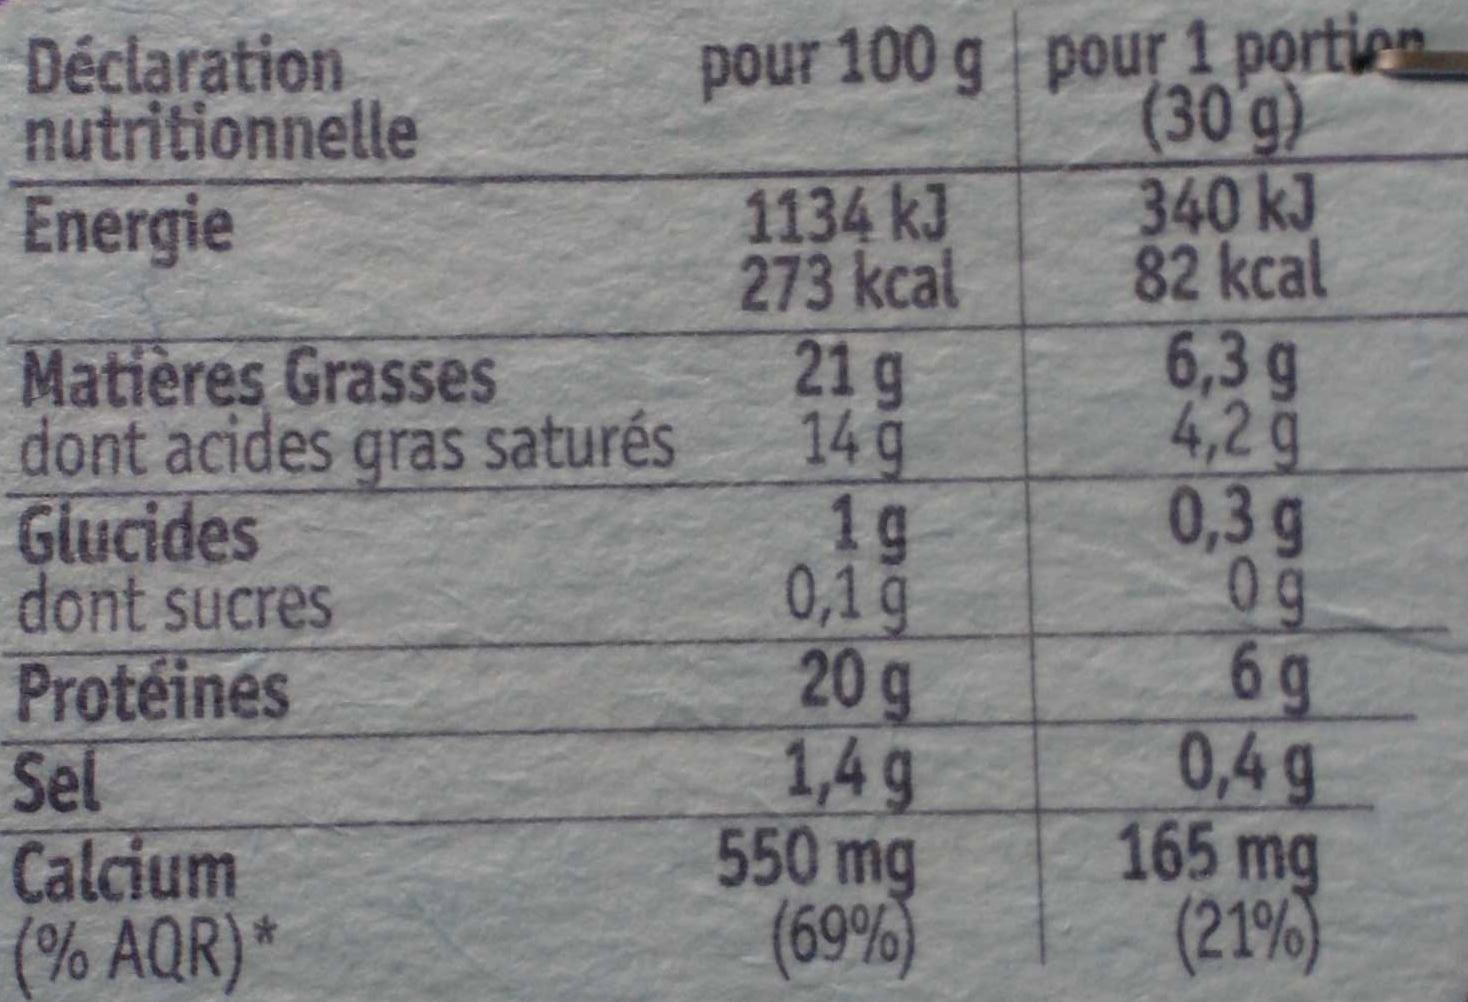 Déclaration nutritionnelle pour 100 g pour 1 portion (30 g)
Energie 1134 kJ 340 kJ
273 kcal 82 kcal
Matières Grasses 21 g 6,3 g
dont acides gras saturés 14 g 4,2 g
Glucides 1 g 0,3 g
dont sucres 0,1 g 0 g
Protéines 20 g 6 g
Sel 1,4 g 0,4 g
Calcium 550 mg 165 mg
(% AQR)* (69%) (21%)